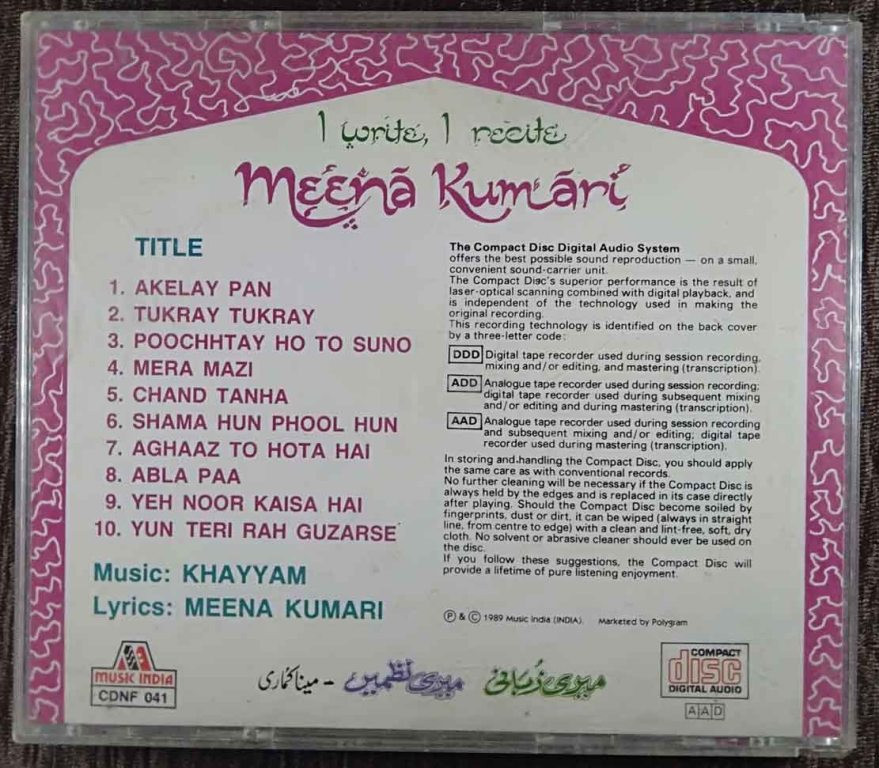 I write, I recite
Meenā Kumāri
TITLE
1. AKELAY PAN
2. TUKRAY TUKRAY
3. POOCHHTAY HO TO SUNO
4. MERA MAZI
5. CHAND TANHA
6. SHAMA HUN PHOOL HUN
7. AGHAAZ TO HOTA HAI
8. ABLA PAA
9. YEH NOOR KAISA HAI
10. YUN TERI RAH GUZARSE
Music: KHAYYAM
Lyrics: MEENA KUMARI
The Compact Disc Digital Audio System
offers the best possible sound reproduction — on a small,
convenient sound-carrier unit.
The Compact Disc's superior performance is the result of
laser-optical scanning combined with digital playback, and
is independent of the technology used in making the
original recording.
This recording technology is identified on the back cover
by a three-letter code:
DDD Digital tape recorder used during session recording,
mixing and/or editing, and mastering (transcription).
ADD Analogue tape recorder used during session recording;
digital tape recorder used during subsequent mixing
and/or editing and during mastering (transcription).
AAD Analogue tape recorder used during session recording
and subsequent mixing and/or editing; digital tape
recorder used during mastering (transcription).
In storing and handling the Compact Disc, you should apply
the same care as with conventional records.
No further cleaning will be necessary if the Compact Disc is
always held by the edges and is replaced in its case directly
after playing. Should the Compact Disc become soiled by
fingerprints, dust or dirt, it can be wiped (always in straight
line, from centre to edge) with a clean and lint-free, soft, dry
cloth. No solvent or abrasive cleaner should ever be used on
the disc.
If you follow these suggestions, the Compact Disc will
provide a lifetime of pure listening enjoyment.
Ⓟ & © 1989 Music India (INDIA). Marketed by Polygram
MUSIC INDIA
CDNF 041
میری نظمیں میری زبانی - مینا کماری
COMPACT
disc
DIGITAL AUDIO
AAD